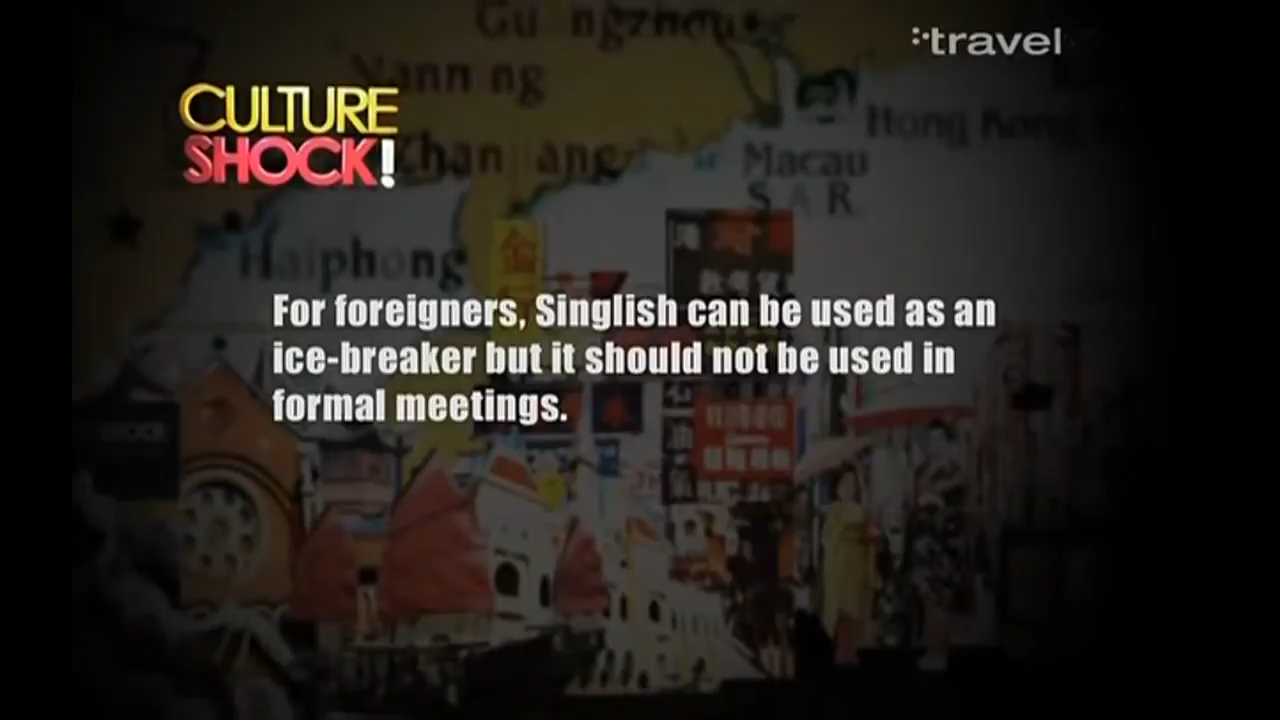 travel
CULTURE
SHOCK!
Hong Kong
Macau
S. A. R.
Haiphong
For foreigners, Singlish can be used as an
ice-breaker but it should not be used in
formal meetings.